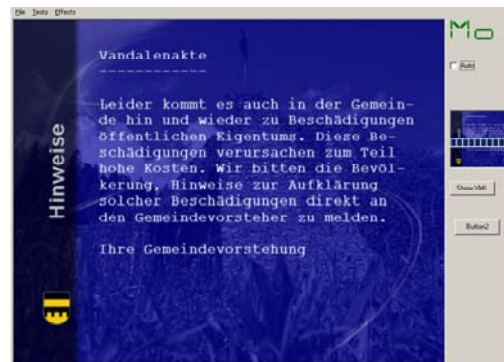 File Tests Effects
Mo
Auto
Hinweise
Vandalenakte
------------
Leider kommt es auch in der Gemein-
de hin und wieder zu Beschädigungen
öffentlichen Eigentums. Diese Be-
schädigungen verursachen zum Teil
hohe Kosten. Wir bitten die Bevöl-
kerung, Hinweise zur Aufklärung
solcher Beschädigungen direkt an
den Gemeindevorsteher zu melden.
Ihre Gemeindevorstehung
Show
Button2